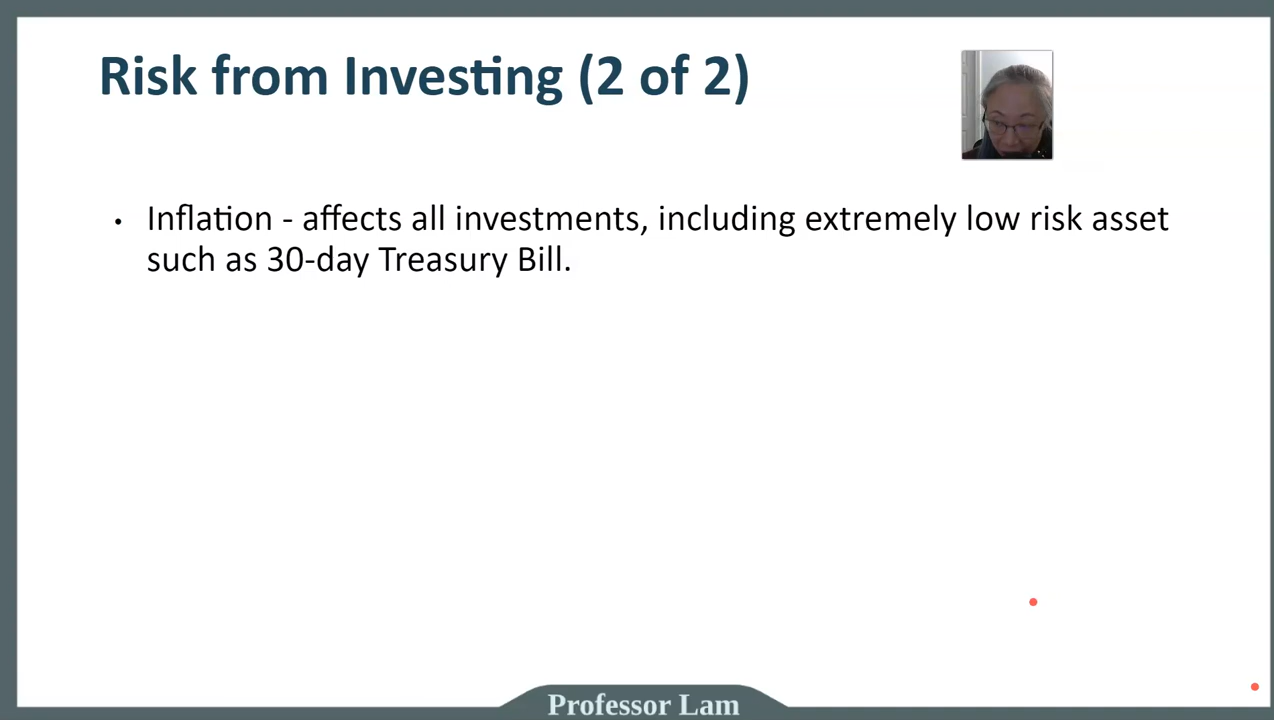 Risk from Investing (2 of 2)
• Inflation - affects all investments, including extremely low risk asset
such as 30-day Treasury Bill.
Professor Lam